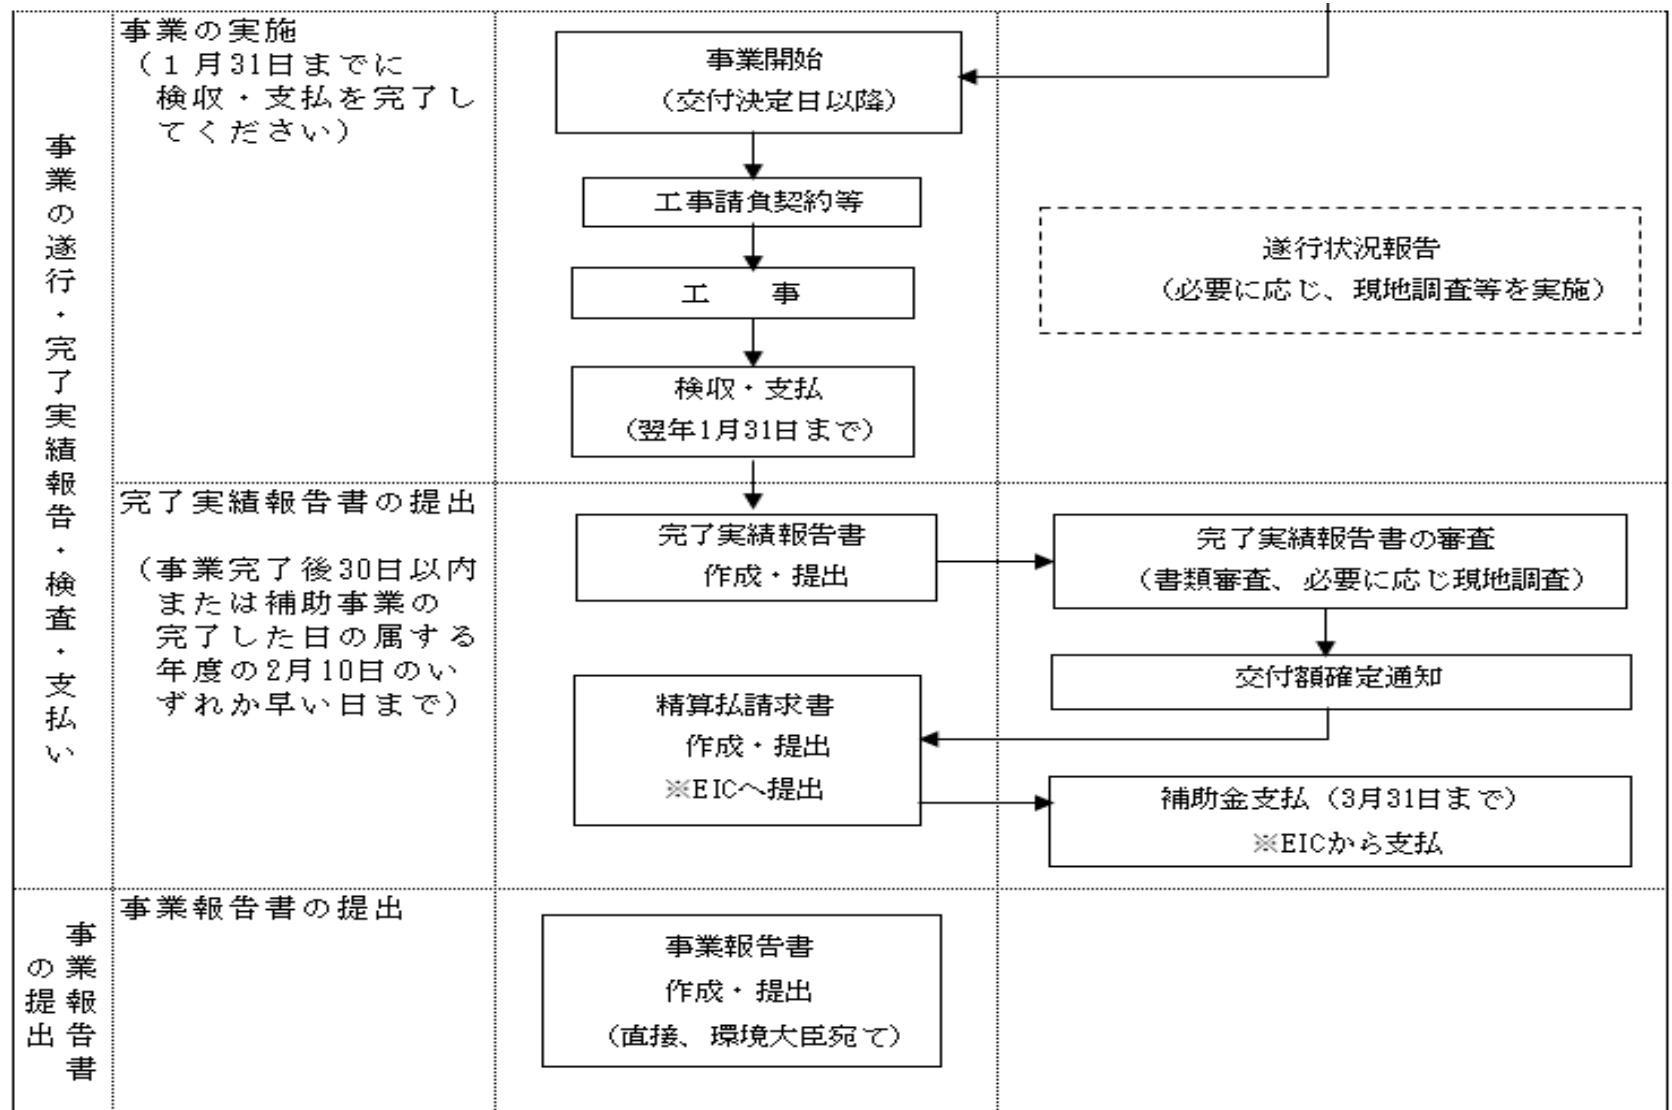 事業の遂行・完了実績報告・検査・支払い
事業の実施
（１月31日までに
検収・支払を完了し
てください）
事業開始
（交付決定日以降）
工事請負契約等
工　　事
検収・支払
（翌年1月31日まで）
遂行状況報告
（必要に応じ、現地調査等を実施）
完了実績報告書の提出
（事業完了後30日以内
または補助事業の
完了した日の属する
年度の2月10日のい
ずれか早い日まで）
完了実績報告書
作成・提出
完了実績報告書の審査
（書類審査、必要に応じ現地調査）
交付額確定通知
精算払請求書
作成・提出
※EICへ提出
補助金支払（3月31日まで）
※EICから支払
事業報告書
の提出
事業報告書の提出
事業報告書
作成・提出
（直接、環境大臣宛て）